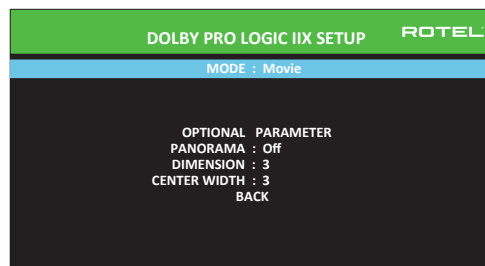 DOLBY PRO LOGIC IIX SETUP
ROTEL
MODE : Movie
OPTIONAL PARAMETER
PANORAMA : Off
DIMENSION : 3
CENTER WIDTH : 3
BACK